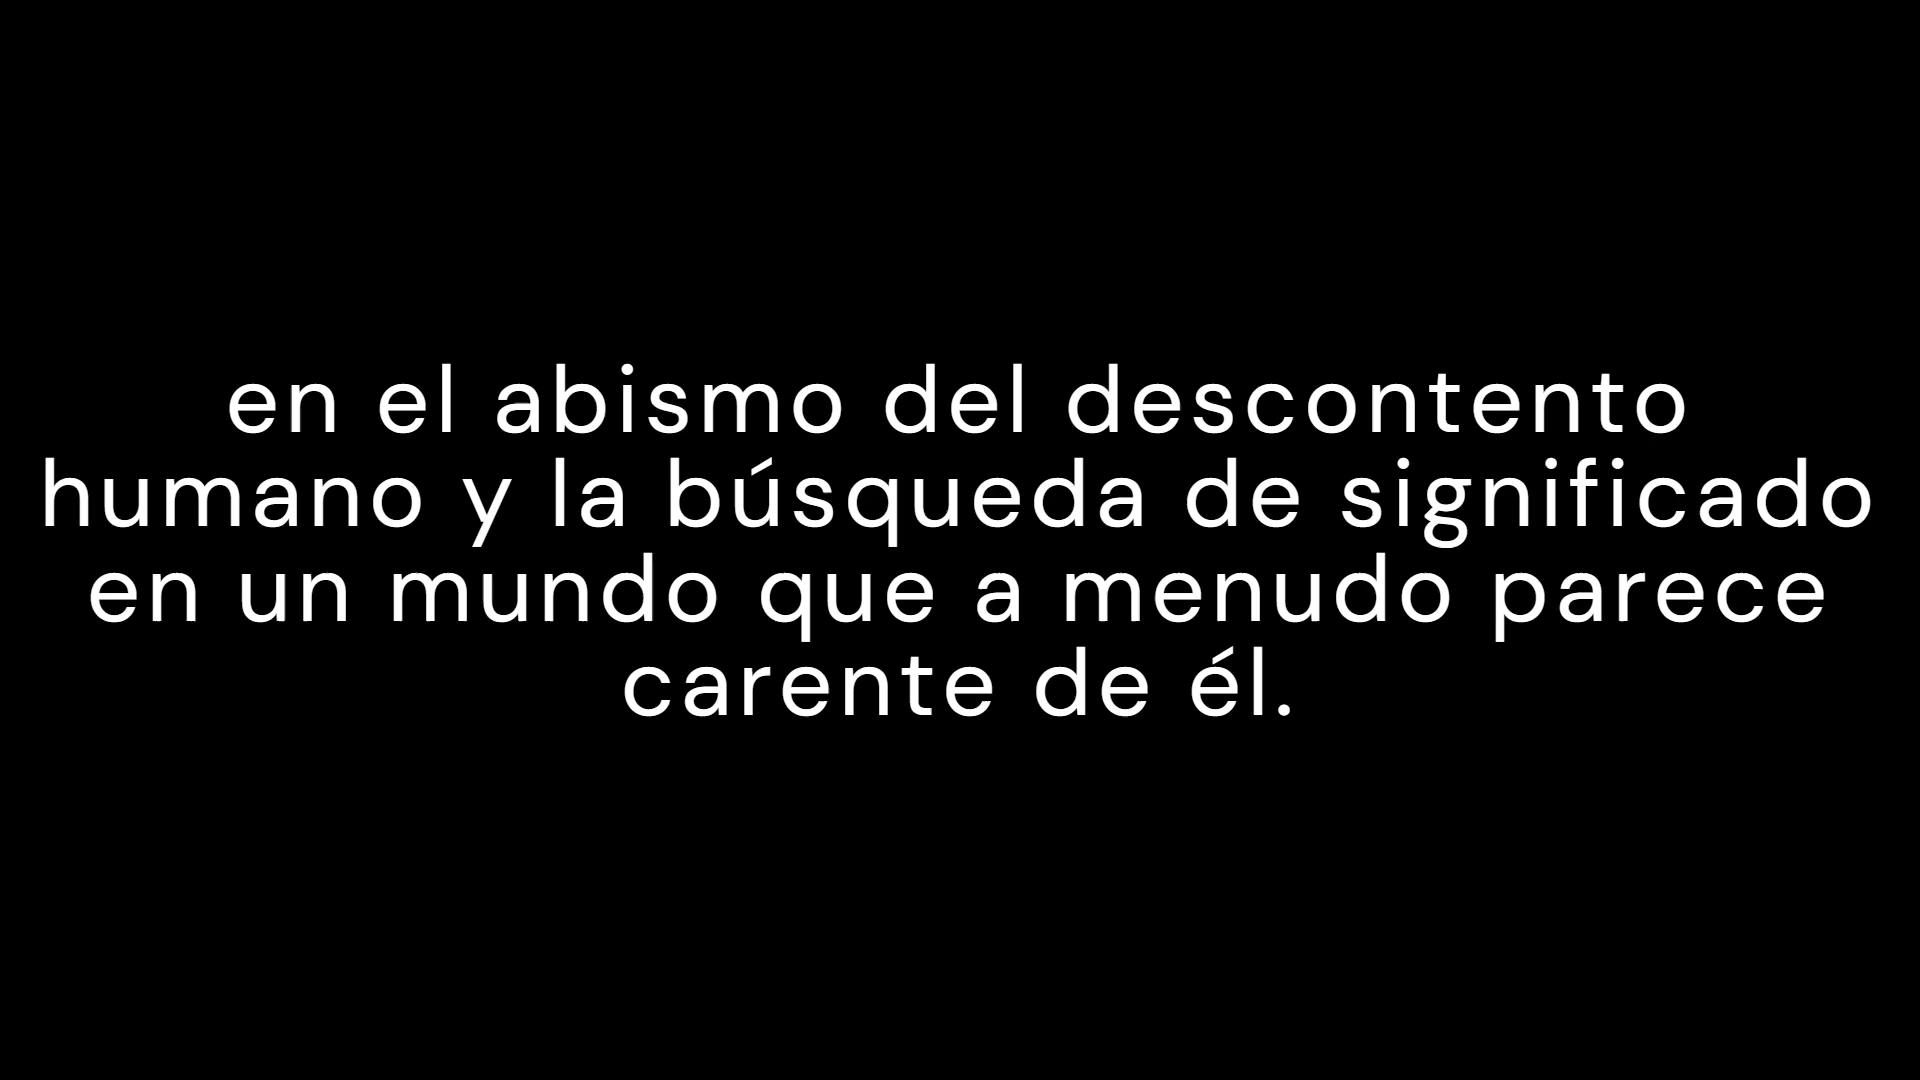 en el abismo del descontento
humano y la búsqueda de significado
en un mundo que a menudo parece
carente de él.